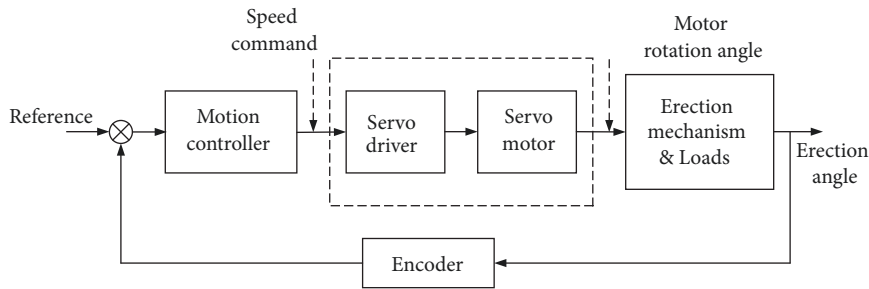 Speed
command
Motor
rotation angle
Reference
Motion
controller
Servo
driver
Servo
motor
Erection
mechanism
& Loads
Erection
angle
Encoder